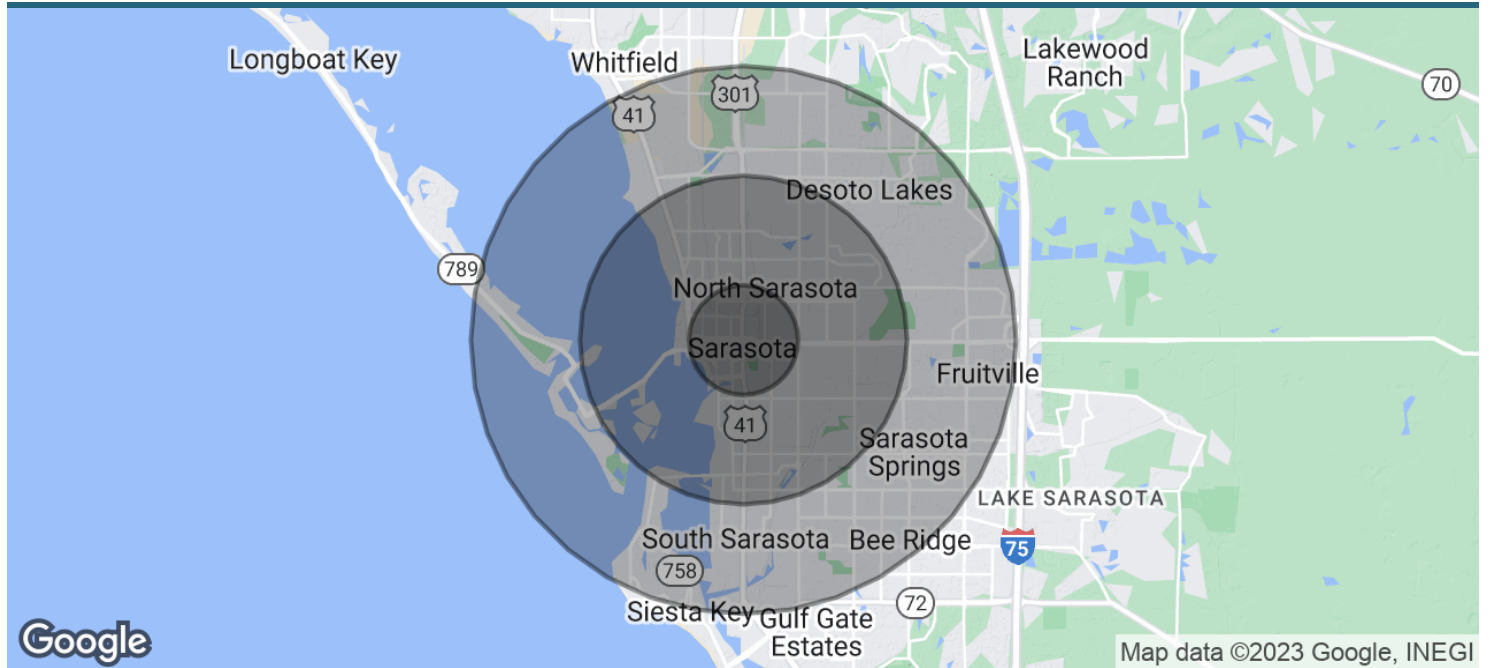 Longboat Key
Whitfield
Lakewood
Ranch
70
301
41
Desoto Lakes
789
North Sarasota
Sarasota
Fruitville
41
Sarasota
Springs
LAKE SARASOTA
South Sarasota
Bee Ridge
75
758
72
Siesta Key
Gulf Gate
Estates
Google
Map data ©2023 Google, INEGI